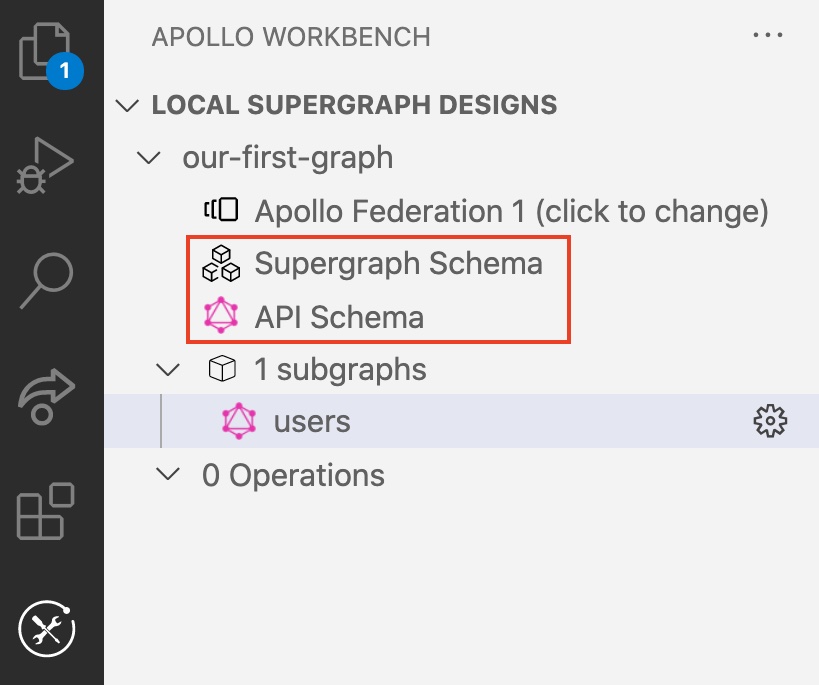 APOLLO WORKBENCH
1
LOCAL SUPERGRAPH DESIGNS
our-first-graph
Apollo Federation 1 (click to change)
Supergraph Schema
API Schema
1 subgraphs
users
0 Operations